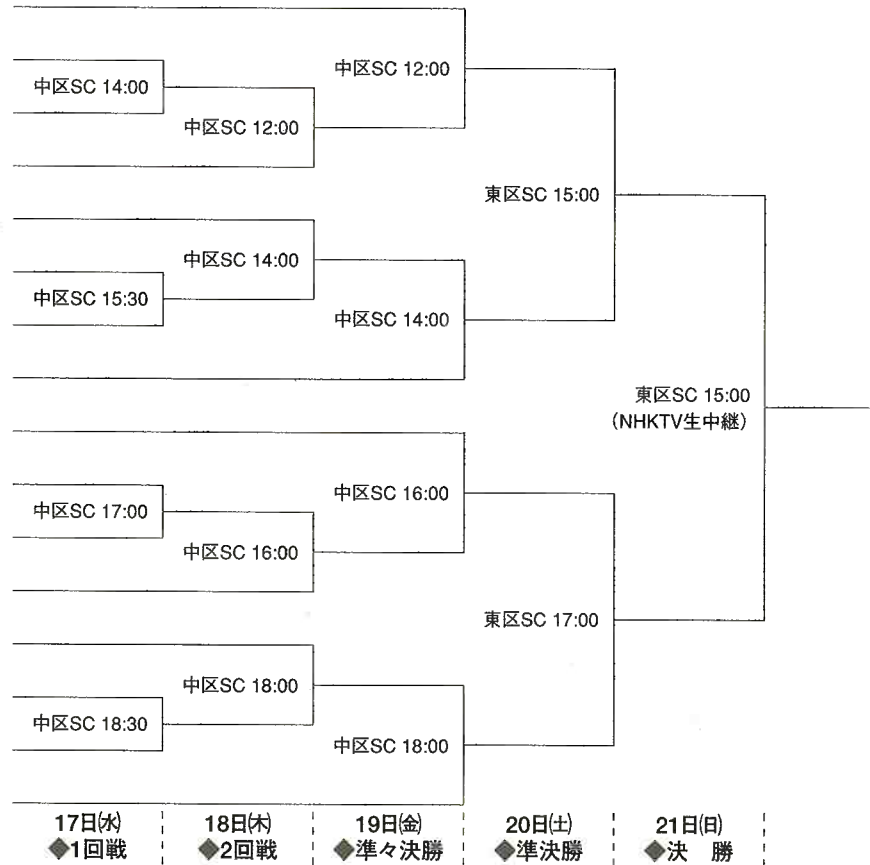 中区SC 12:00
中区SC 14:00
中区SC 12:00
東区SC 15:00
中区SC 14:00
中区SC 15:30
中区SC 14:00
東区SC 15:00
(NHKTV生中継)
中区SC 16:00
中区SC 17:00
中区SC 16:00
東区SC 17:00
中区SC 18:00
中区SC 18:30
中区SC 18:00
17日(水) 18日(木) 19日(金) 20日(土) 21日(日)
◆1回戦 ◆2回戦 ◆準々決勝 ◆準決勝 ◆決 勝